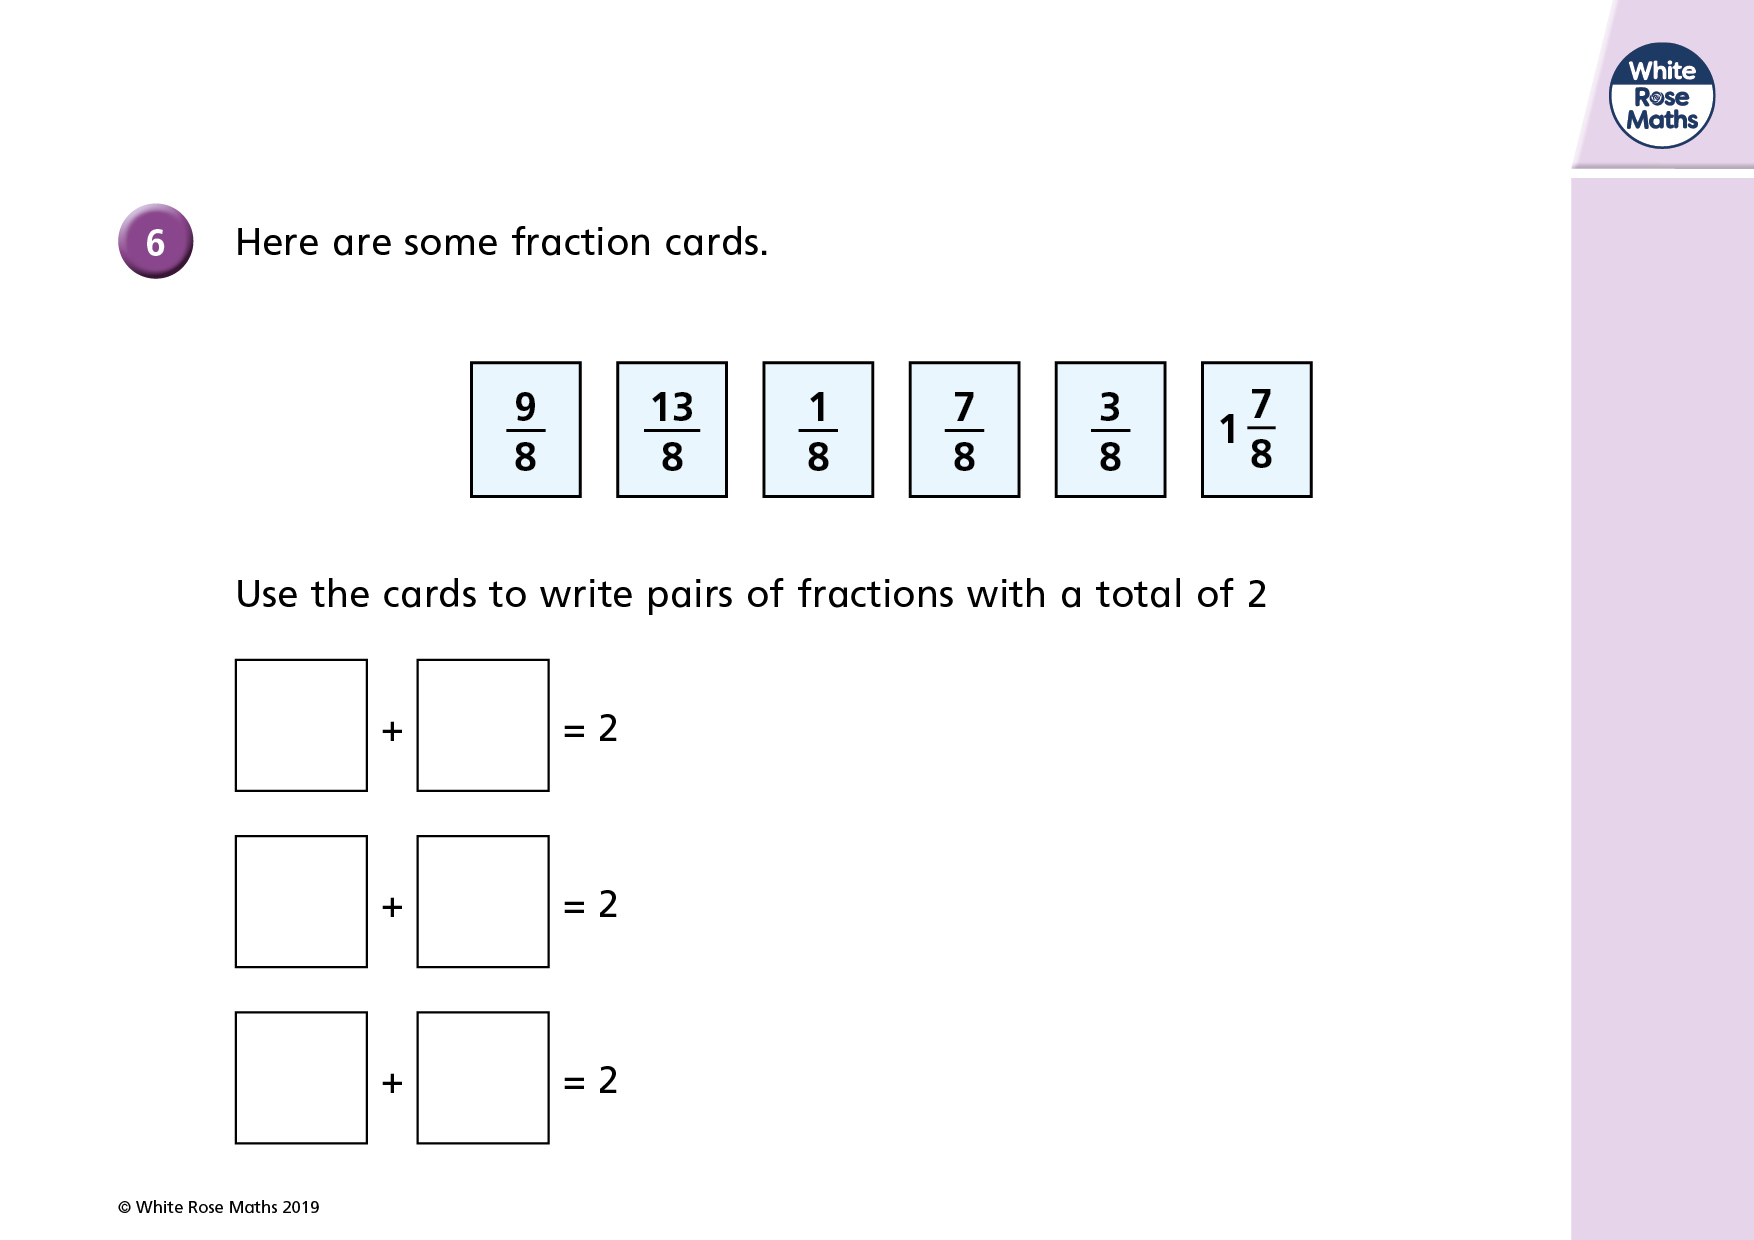 White
Rose
Maths
6 Here are some fraction cards.
9/8 13/8 1/8 7/8 3/8 1 7/8
Use the cards to write pairs of fractions with a total of 2
+ = 2
+ = 2
+ = 2
© White Rose Maths 2019